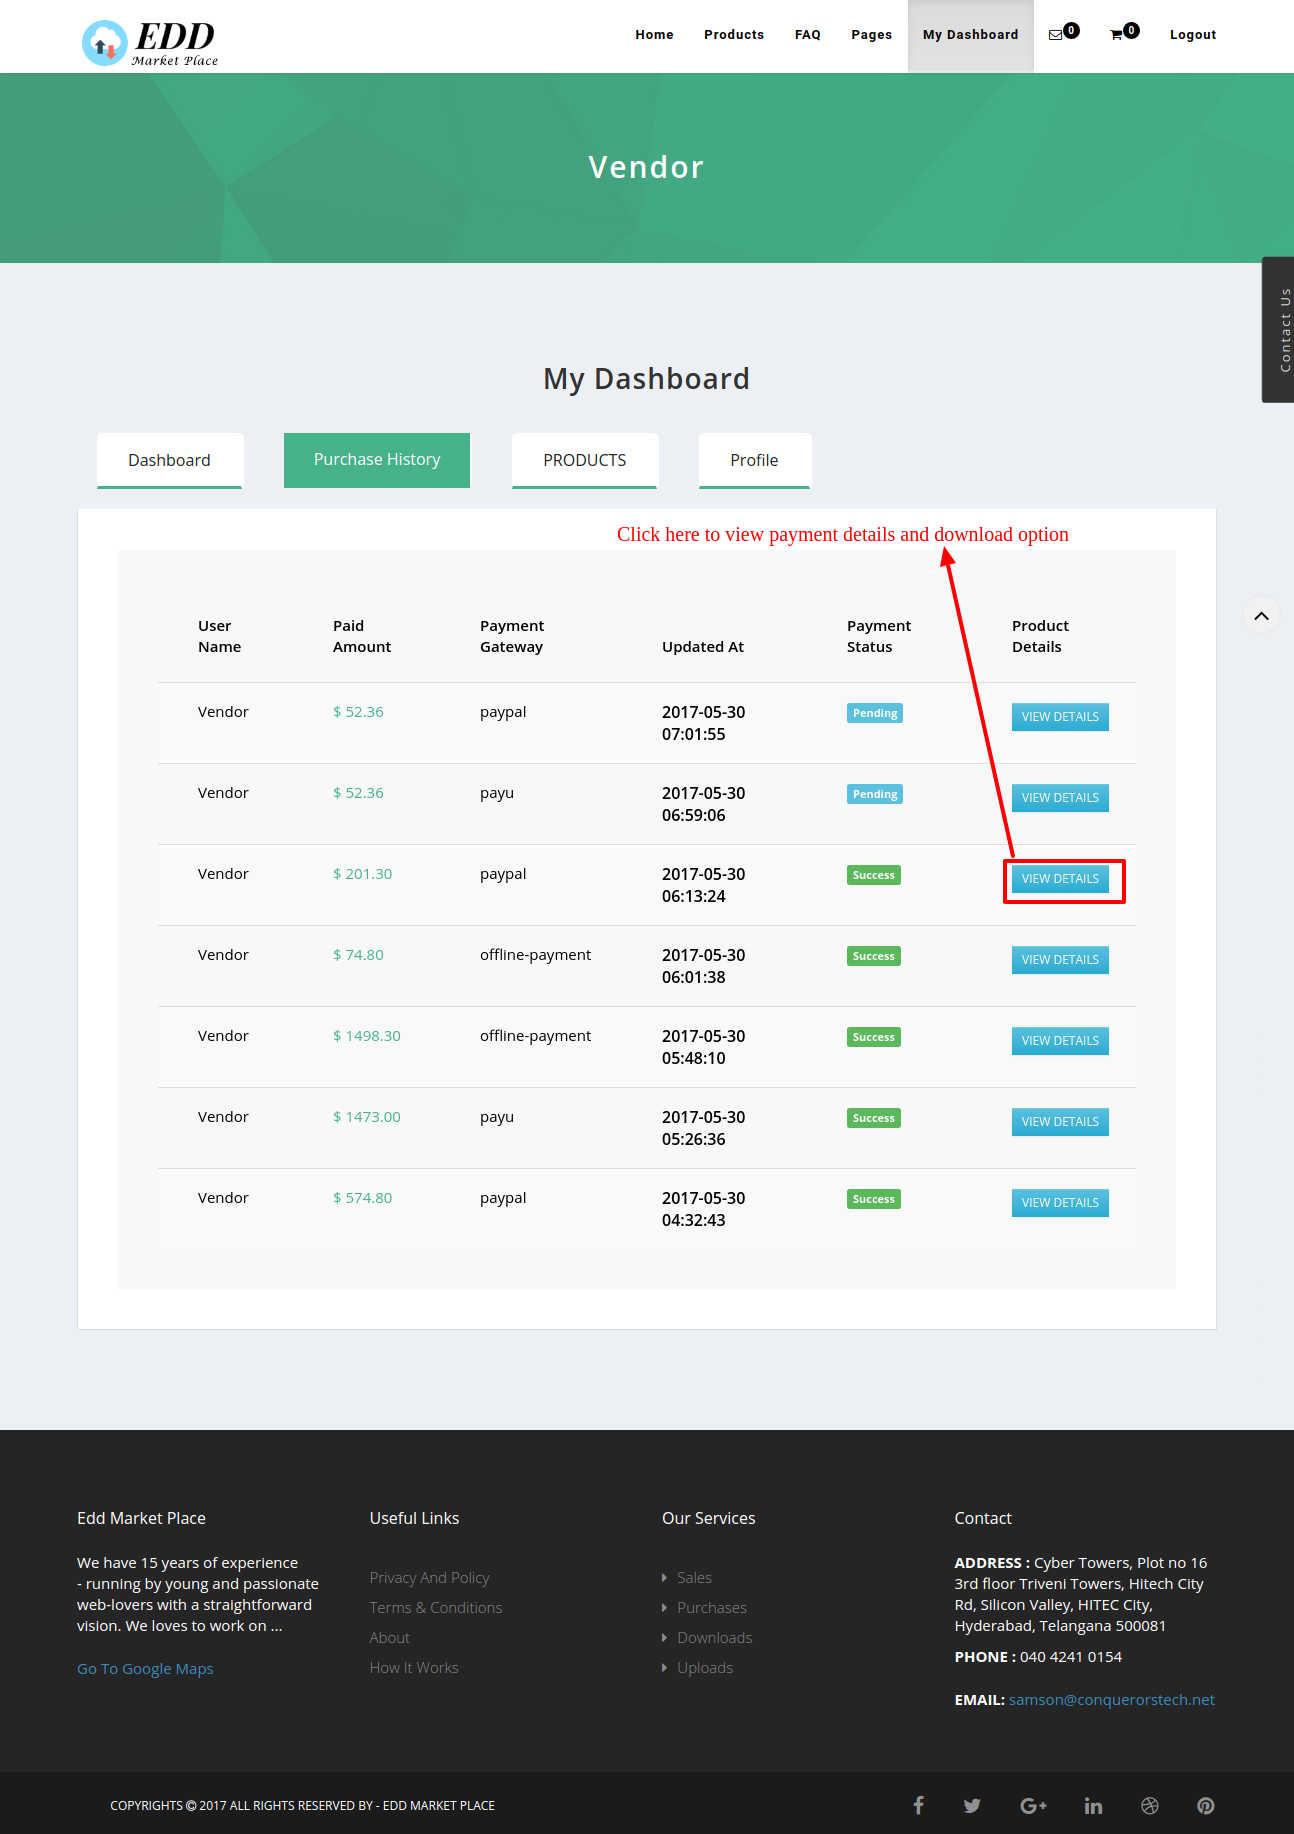 EDD
Market Place
Home Products FAQ Pages My Dashboard 0 0 Logout
Vendor
Contact Us
My Dashboard
Dashboard Purchase History PRODUCTS Profile
Click here to view payment details and download option
User Name Paid Amount Payment Gateway Updated At Payment Status Product Details
Vendor $ 52.36 paypal 2017-05-30 07:01:55 Pending VIEW DETAILS
Vendor $ 52.36 payu 2017-05-30 06:59:06 Pending VIEW DETAILS
Vendor $ 201.30 paypal 2017-05-30 06:13:24 Success VIEW DETAILS
Vendor $ 74.80 offline-payment 2017-05-30 06:01:38 Success VIEW DETAILS
Vendor $ 1498.30 offline-payment 2017-05-30 05:48:10 Success VIEW DETAILS
Vendor $ 1473.00 payu 2017-05-30 05:26:36 Success VIEW DETAILS
Vendor $ 574.80 paypal 2017-05-30 04:32:43 Success VIEW DETAILS
Edd Market Place
We have 15 years of experience
- running by young and passionate
web-lovers with a straightforward
vision. We loves to work on ...
Go To Google Maps
Useful Links
Privacy And Policy
Terms & Conditions
About
How It Works
Our Services
Sales
Purchases
Downloads
Uploads
Contact
ADDRESS : Cyber Towers, Plot no 16
3rd floor Triveni Towers, Hitech City
Rd, Silicon Valley, HITEC City,
Hyderabad, Telangana 500081
PHONE : 040 4241 0154
EMAIL: samson@conquerorstech.net
COPYRIGHTS © 2017 ALL RIGHTS RESERVED BY - EDD MARKET PLACE